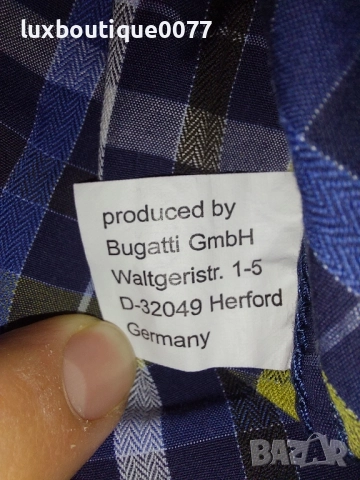 luxboutique0077
produced by
Bugatti GmbH
Waltgeristr. 1-5
D-32049 Herford
Germany
BAZAR